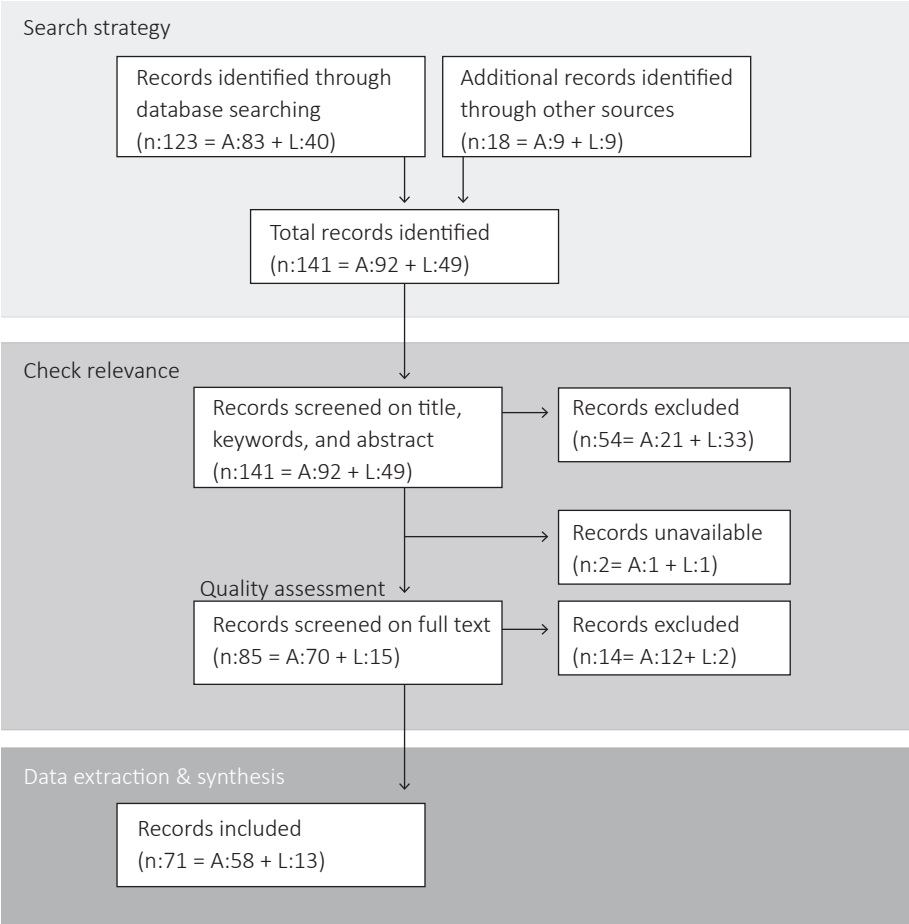 Search strategy
Records identified through
database searching
(n:123 = A:83 + L:40)
Additional records identified
through other sources
(n:18 = A:9 + L:9)
Total records identified
(n:141 = A:92 + L:49)
Check relevance
Records screened on title,
keywords, and abstract
(n:141 = A:92 + L:49)
Records excluded
(n:54= A:21 + L:33)
Records unavailable
(n:2= A:1 + L:1)
Quality assessment
Records screened on full text
(n:85 = A:70 + L:15)
Records excluded
(n:14= A:12+ L:2)
Data extraction & synthesis
Records included
(n:71 = A:58 + L:13)